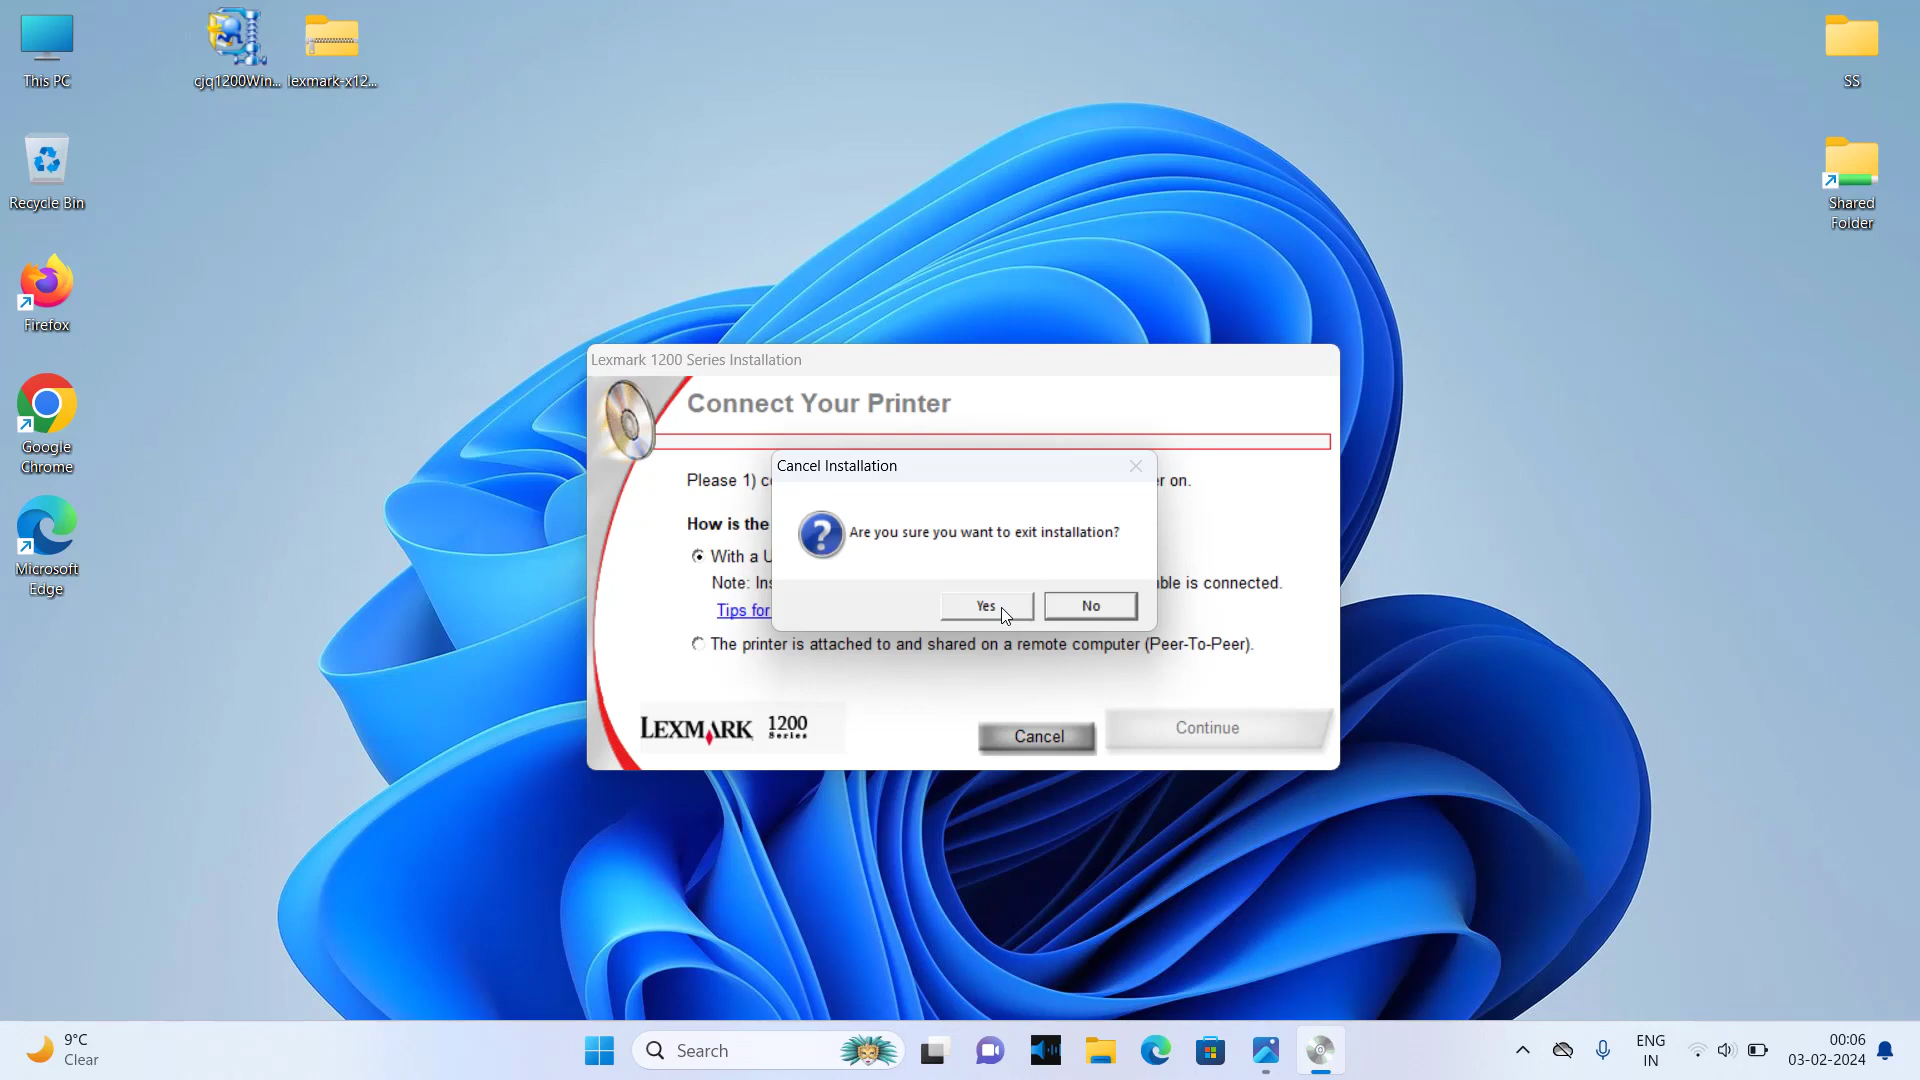 This PC
cjq1200Win...
lexmark-x12...
SS
Recycle Bin
Shared
Folder
Firefox
Google
Chrome
Microsoft
Edge
Lexmark 1200 Series Installation
Connect Your Printer
Please 1) c
r on.
Cancel Installation
How is the
Are you sure you want to exit installation?
With a U
Note: Ins
ble is connected.
Tips for
Yes
No
The printer is attached to and shared on a remote computer (Peer-To-Peer).
LEXMARK 1200
Series
Cancel
Continue
9°C
Clear
Search
ENG
IN
00:06
03-02-2024